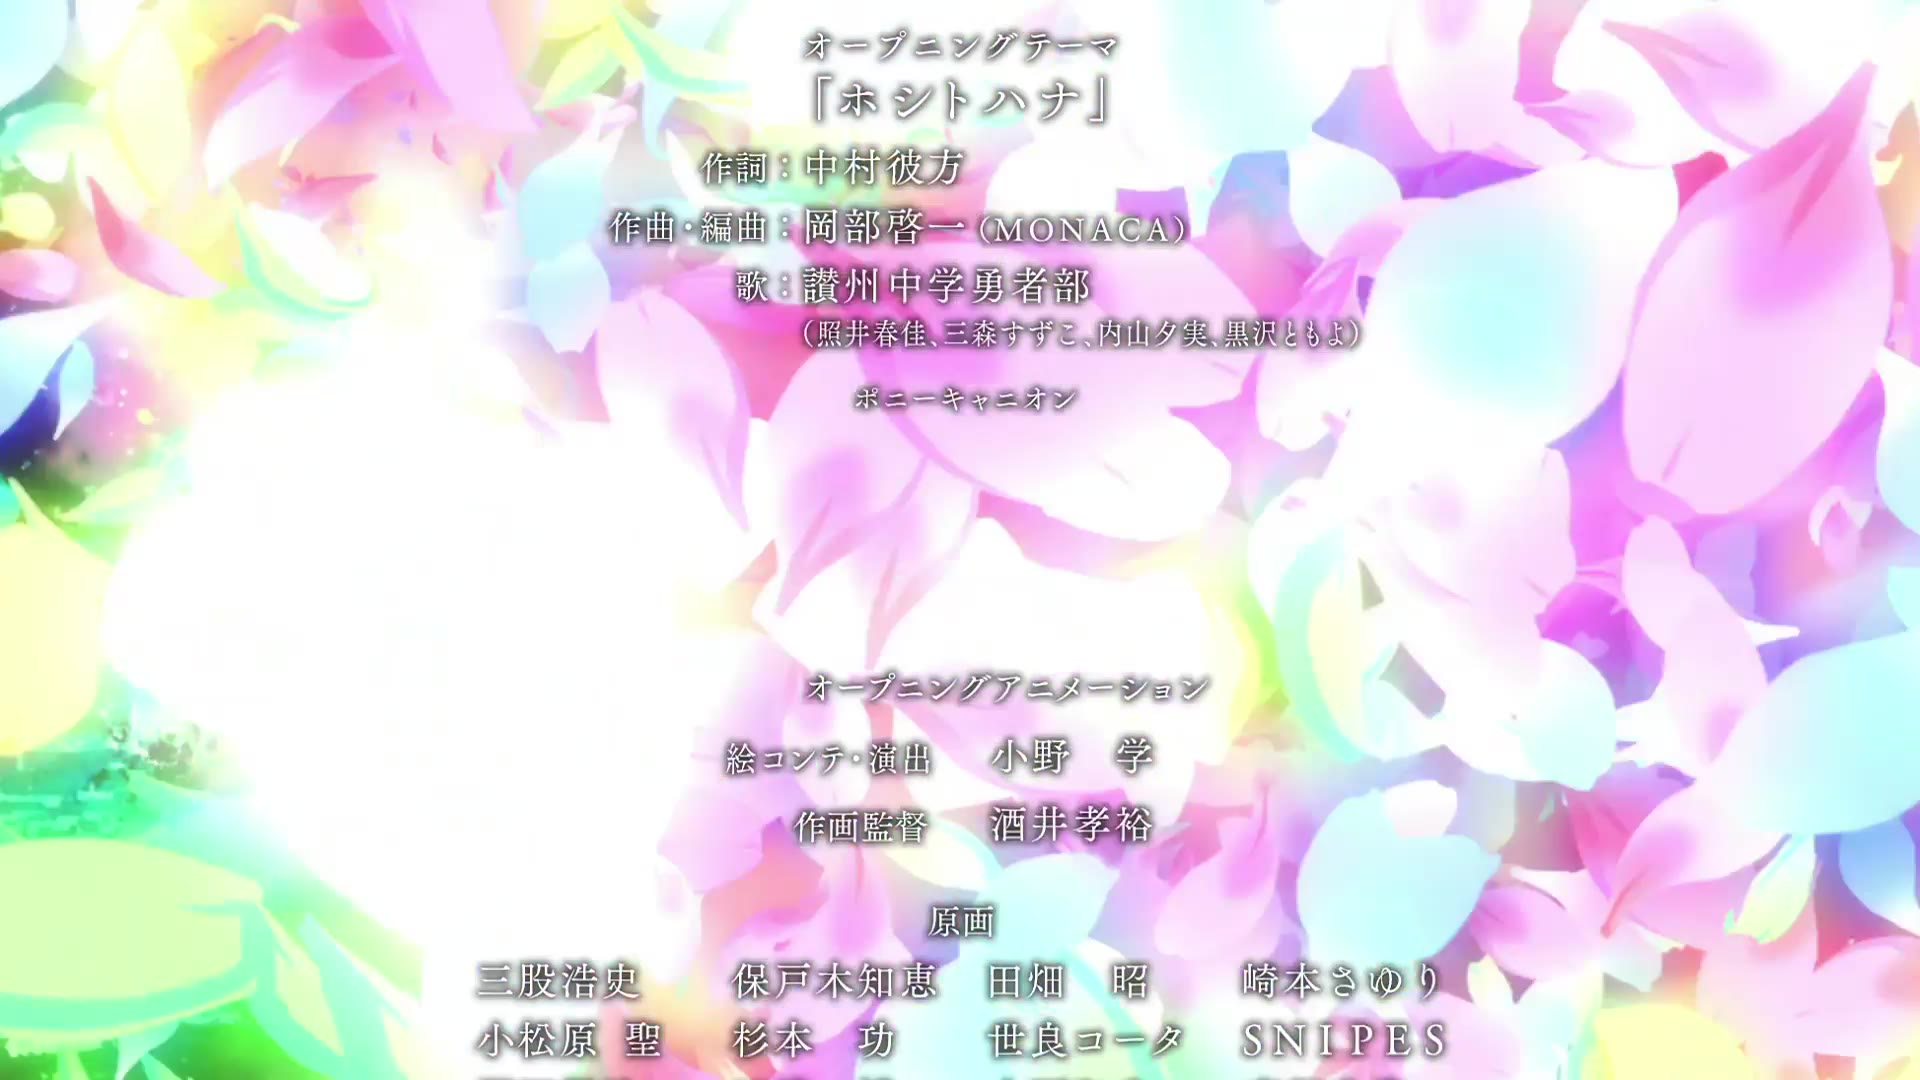 オープニングテーマ
「ホシトハナ」
作詞：中村彼方
作曲・編曲：岡部啓一（MONACA）
歌：讃州中学勇者部
（照井春佳、三森すずこ、内山夕実、黒沢ともよ）
ポニーキャニオン
オープニングアニメーション
絵コンテ・演出 小野 学
作画監督 酒井孝裕
原画
三股浩史 保戸木知恵 田畑 昭 崎本さゆり
小松原 聖 杉本 功 世良コータ SNIPES